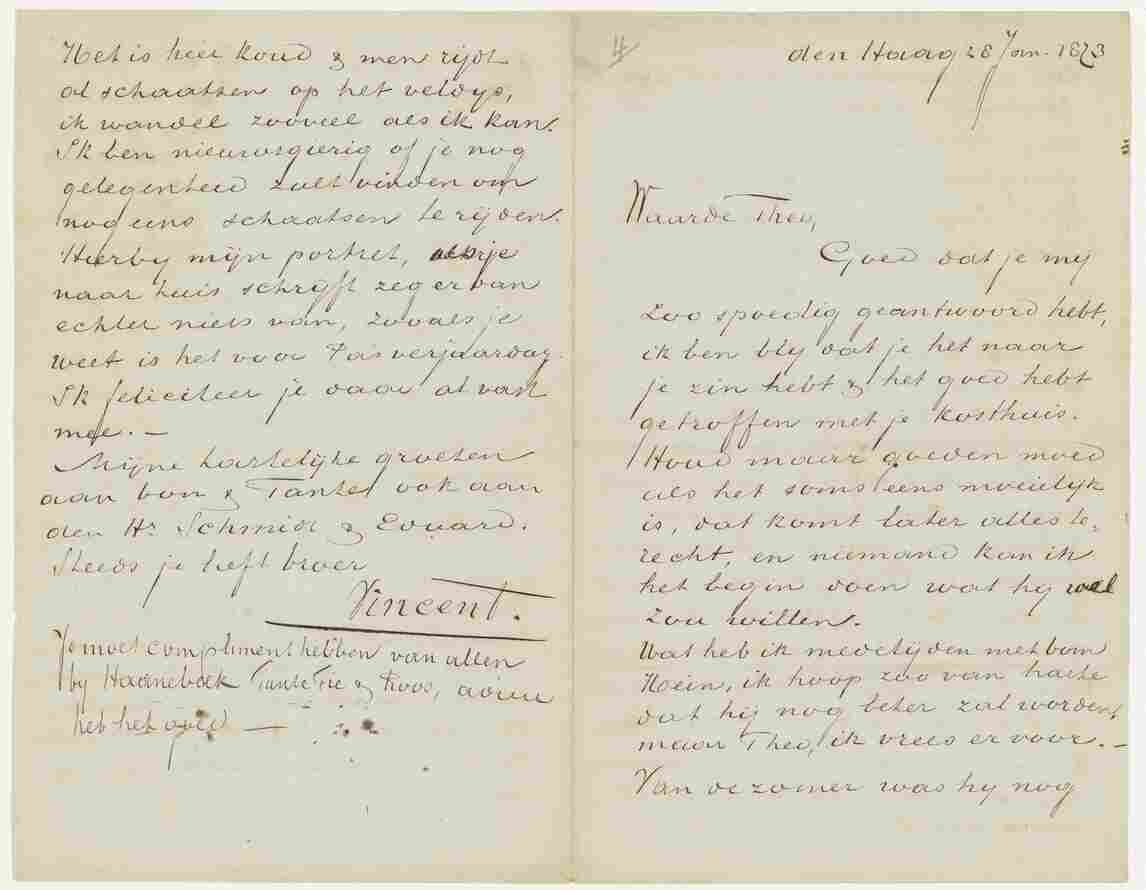 4
den Haag 28 Jan. 1873
Waarde Theo,
Goed dat je my
zoo spoedig geantwoord hebt,
ik ben bly dat je het naar
je zin hebt & het goed hebt
getroffen met je kosthuis.
Houd maar goeden moed
als het soms eens moeielyk
is, dat komt later alles te-
recht, en niemand kan in
het begin doen wat hy wel
zou willen.
Wat heb ik medelyden met oom
Hein, ik hoop zoo van harte
dat hij nog beter zal worden,
maar Theo, ik vrees er voor. –
Van de zomer was hy nog
Het is hier koud & men rijdt
al schaatsen op het veldys,
ik wandel zooveel als ik kan.
Ik ben nieuwsgierig of je nog
gelegenheid zult vinden om
nog eens schaatsen te rijden.
Hierby mijn portret, als je
naar huis schryft zeg er van
echter niets van, zooals je
weet is het voor Pa's verjaardag.
Ik feliciteer je daar al vast
mee. –
Mijne hartelijke groeten
aan oom & Tante, ook aan
den Hr Schmidt & Eduard.
Steeds je liefh broer
Vincent.
Je moet compliment hebben van allen
by Haanebeek Tante Fie & Roos, adieu
heb het goed —